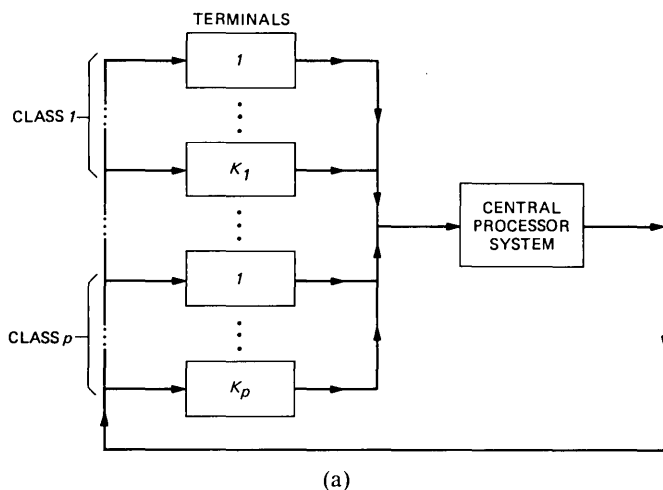 TERMINALS
1
CLASS 1
K1
CENTRAL
PROCESSOR
SYSTEM
1
CLASS p
Kp
(a)